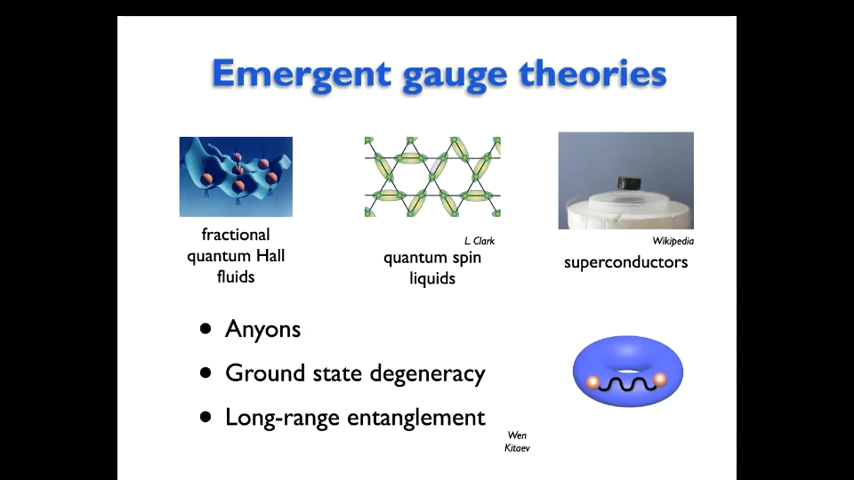 Emergent gauge theories
fractional
quantum Hall
fluids
L. Clark
quantum spin
liquids
Wikipedia
superconductors
• Anyons
• Ground state degeneracy
• Long-range entanglement
Wen
Kitaev